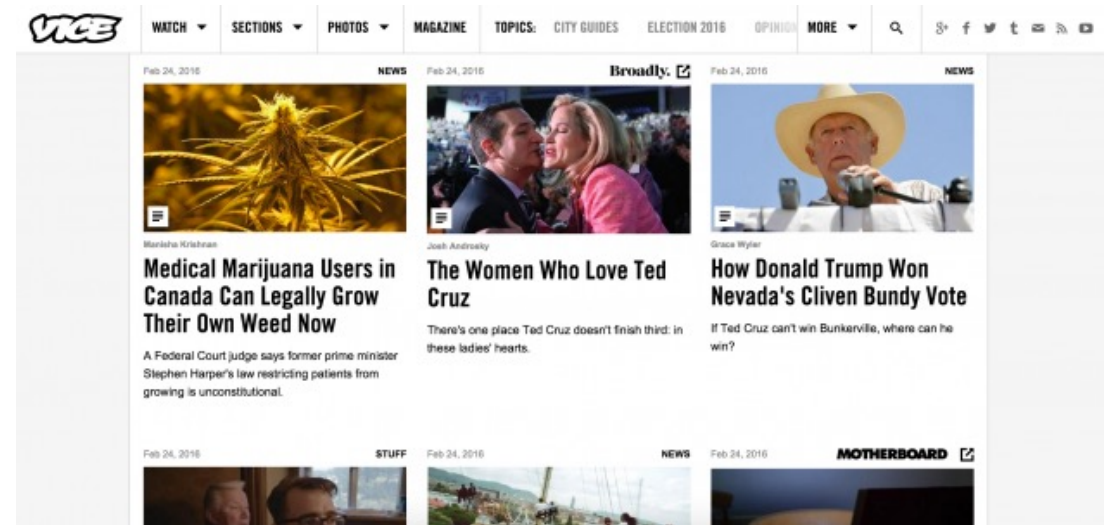 VICE WATCH SECTIONS PHOTOS MAGAZINE TOPICS: CITY GUIDES ELECTION 2016 OPINION MORE
Feb 24, 2016 NEWS
Manisha Krishnan
Medical Marijuana Users in
Canada Can Legally Grow
Their Own Weed Now
A Federal Court judge says former prime minister
Stephen Harper's law restricting patients from
growing is unconstitutional.
Feb 24, 2016 Broadly.
Josh Androsky
The Women Who Love Ted
Cruz
There's one place Ted Cruz doesn't finish third: in
these ladies' hearts.
Feb 24, 2016 NEWS
Grace Wyler
How Donald Trump Won
Nevada's Cliven Bundy Vote
If Ted Cruz can't win Bunkerville, where can he
win?
Feb 24, 2016 STUFF
Feb 24, 2016 NEWS
Feb 24, 2016 MOTHERBOARD